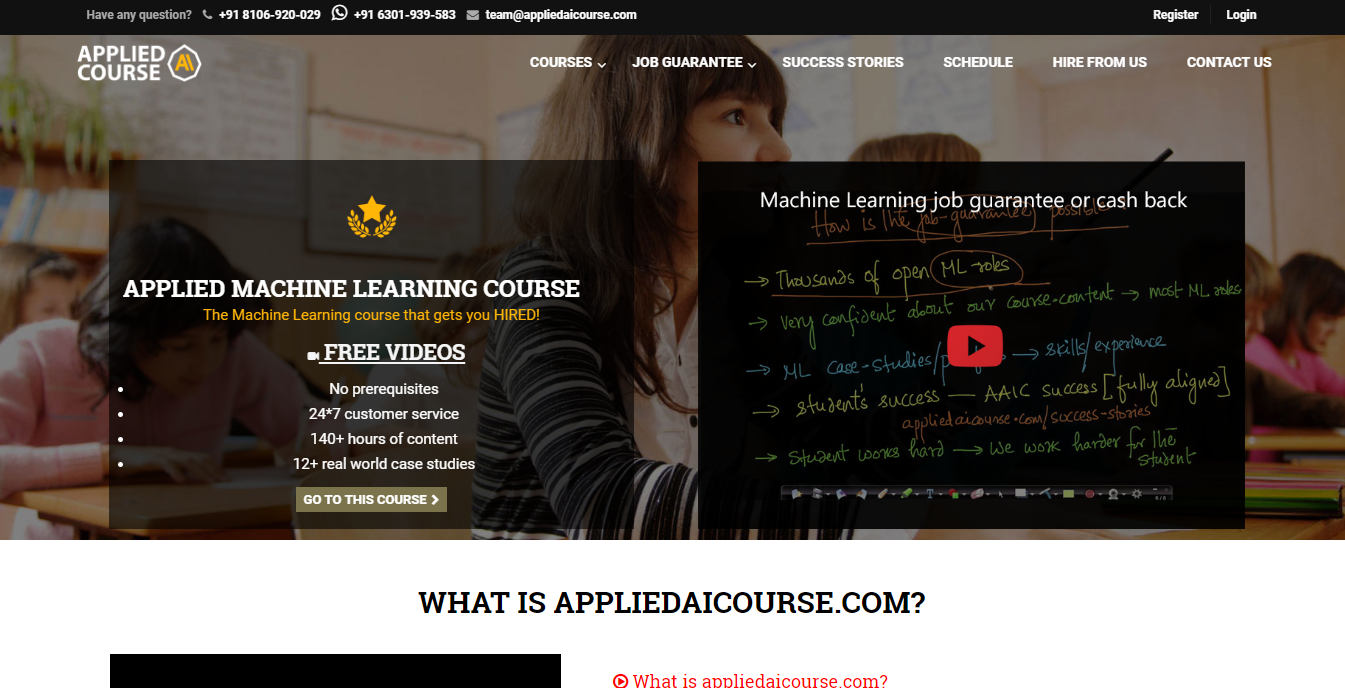 Have any question? +91 8106-920-029 +91 6301-939-583 team@appliedaicourse.com Register Login
APPLIED
COURSE AI
COURSES JOB GUARANTEE SUCCESS STORIES SCHEDULE HIRE FROM US CONTACT US
APPLIED MACHINE LEARNING COURSE
The Machine Learning course that gets you HIRED!
FREE VIDEOS
No prerequisites
24*7 customer service
140+ hours of content
12+ real world case studies
GO TO THIS COURSE
Machine Learning job guarantee or cash back
How is the job-guarantee possible
→ Thousands of open ML-roles
→ very confident about our course-content → most ML roles
→ ML case-studies/ → skills/experience
→ student's success — AAIC success [fully aligned]
appliedaicourse.com/success-stories
→ student works hard → we work harder for the
student
WHAT IS APPLIEDAICOURSE.COM?
What is appliedaicourse.com?